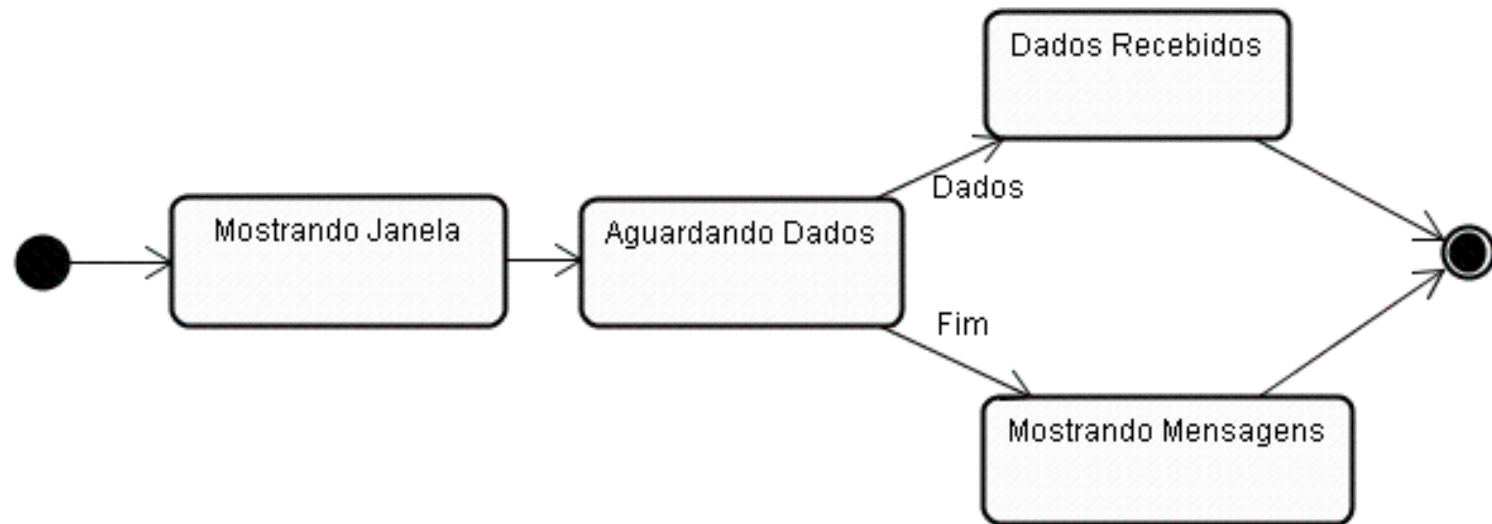 Dados Recebidos
Dados
Mostrando Janela
Aguardando Dados
Fim
Mostrando Mensagens